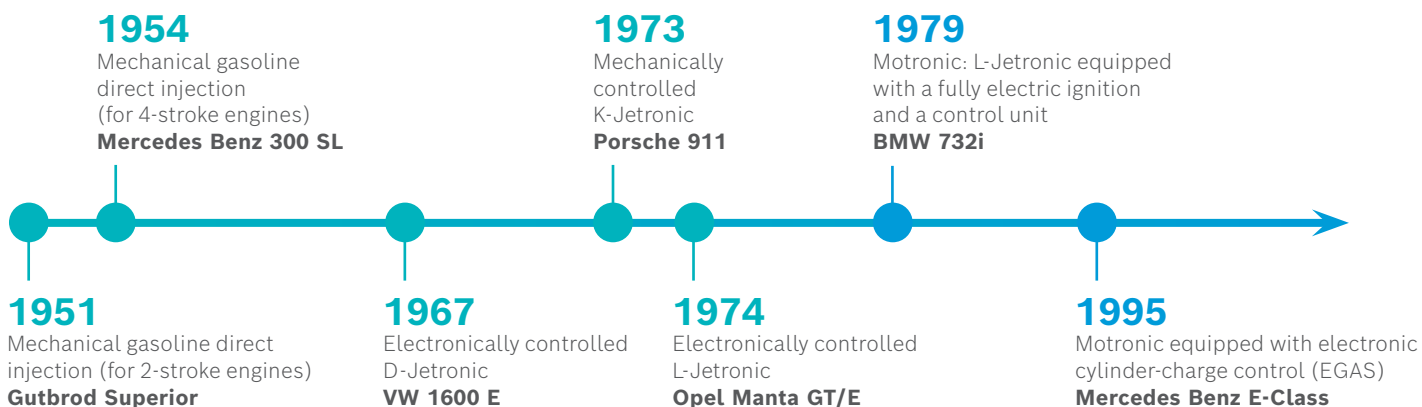 1954
Mechanical gasoline
direct injection
(for 4-stroke engines)
Mercedes Benz 300 SL
1973
Mechanically
controlled
K-Jetronic
Porsche 911
1979
Motronic: L-Jetronic equipped
with a fully electric ignition
and a control unit
BMW 732i
1951
Mechanical gasoline direct
injection (for 2-stroke engines)
Gutbrod Superior
1967
Electronically controlled
D-Jetronic
VW 1600 E
1974
Electronically controlled
L-Jetronic
Opel Manta GT/E
1995
Motronic equipped with electronic
cylinder-charge control (EGAS)
Mercedes Benz E-Class